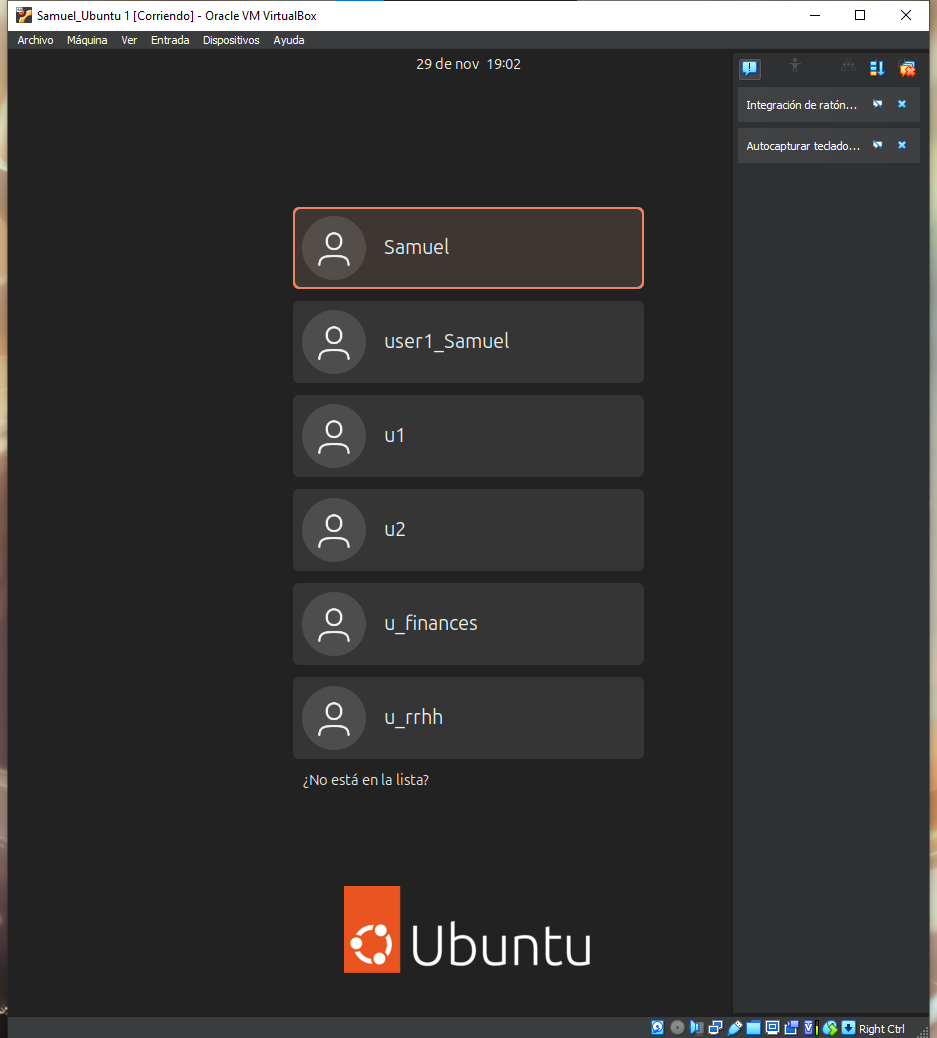 Samuel_Ubuntu 1 [Corriendo] - Oracle VM VirtualBox
Archivo Máquina Ver Entrada Dispositivos Ayuda
29 de nov 19:02
Integración de ratón...
Autocapturar teclado...
Samuel
user1_Samuel
u1
u2
u_finances
u_rrhh
¿No está en la lista?
Ubuntu
Right Ctrl